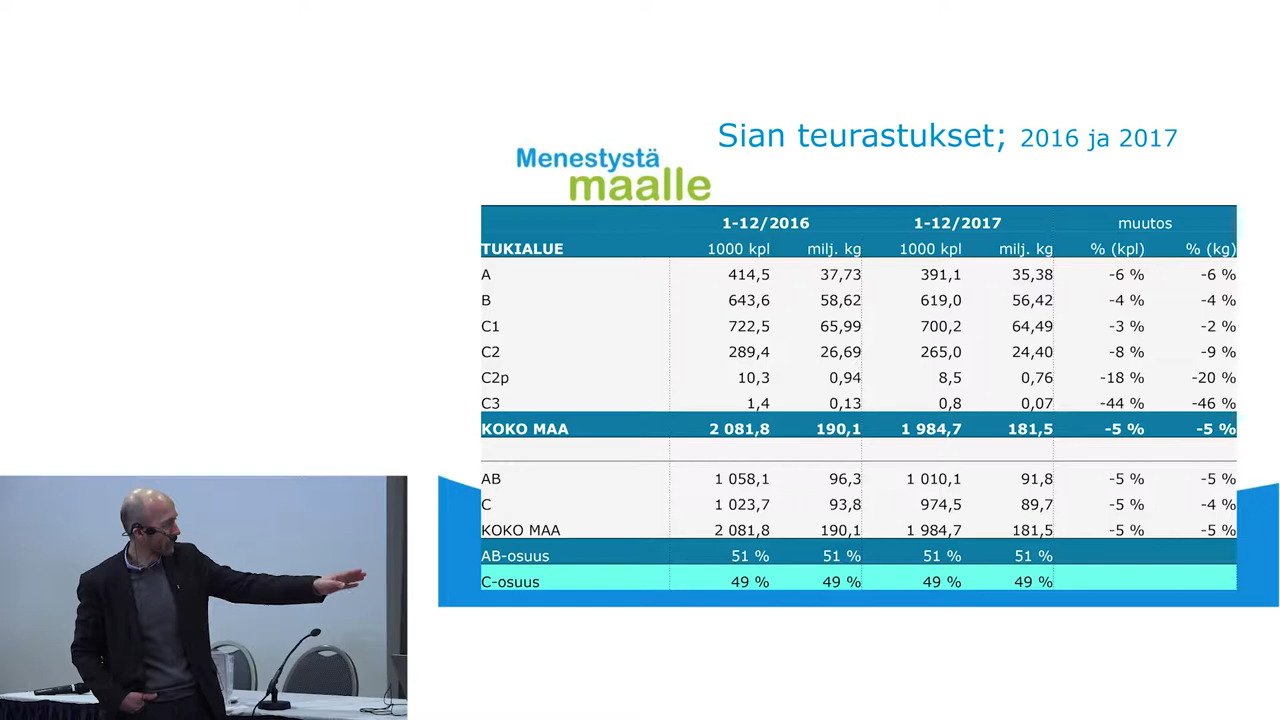 Sian teurastukset; 2016 ja 2017
Menestystä
maalle
1-12/2016 1-12/2017 muutos
TUKIALUE 1000 kpl milj. kg 1000 kpl milj. kg % (kpl) % (kg)
A 414,5 37,73 391,1 35,38 -6 % -6 %
B 643,6 58,62 619,0 56,42 -4 % -4 %
C1 722,5 65,99 700,2 64,49 -3 % -2 %
C2 289,4 26,69 265,0 24,40 -8 % -9 %
C2p 10,3 0,94 8,5 0,76 -18 % -20 %
C3 1,4 0,13 0,8 0,07 -44 % -46 %
KOKO MAA 2 081,8 190,1 1 984,7 181,5 -5 % -5 %
AB 1 058,1 96,3 1 010,1 91,8 -5 % -5 %
C 1 023,7 93,8 974,5 89,7 -5 % -4 %
KOKO MAA 2 081,8 190,1 1 984,7 181,5 -5 % -5 %
AB-osuus 51 % 51 % 51 % 51 %
C-osuus 49 % 49 % 49 % 49 %